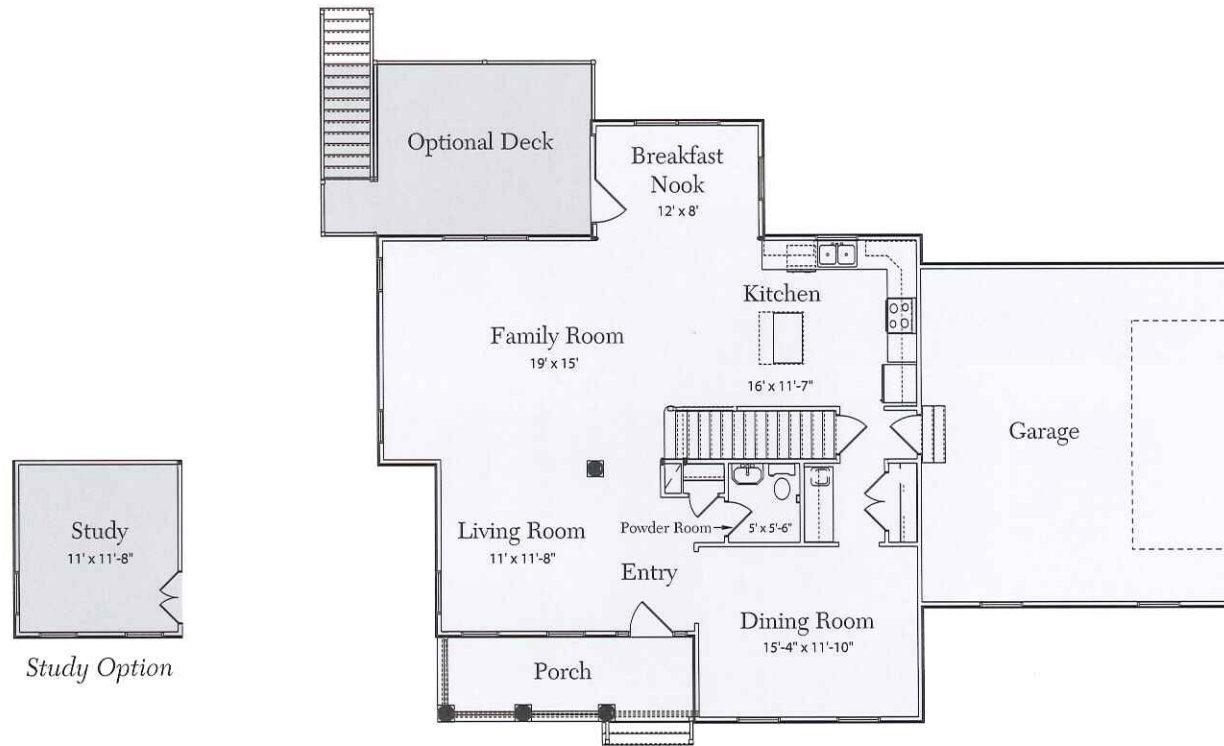 Optional Deck
Breakfast
Nook
12' x 8'
Kitchen
16' x 11'-7"
Family Room
19' x 15'
Garage
Study
11' x 11'-8"
Study Option
Living Room
11' x 11'-8"
Powder Room
5' x 5'-6"
Entry
Dining Room
15'-4" x 11'-10"
Porch